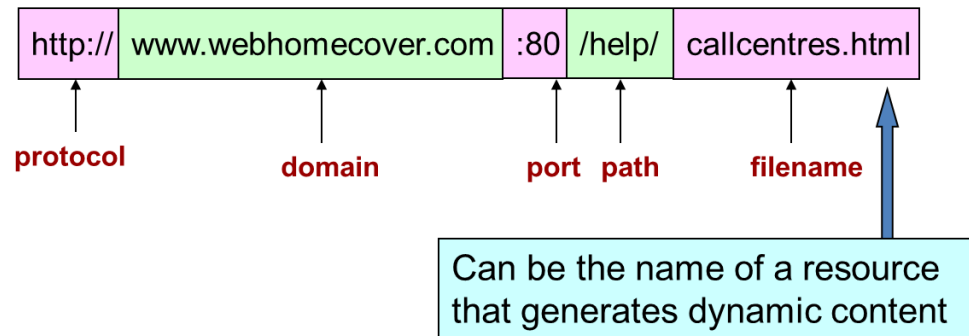 http:// www.webhomecover.com :80 /help/ callcentres.html
protocol domain port path filename
Can be the name of a resource
that generates dynamic content